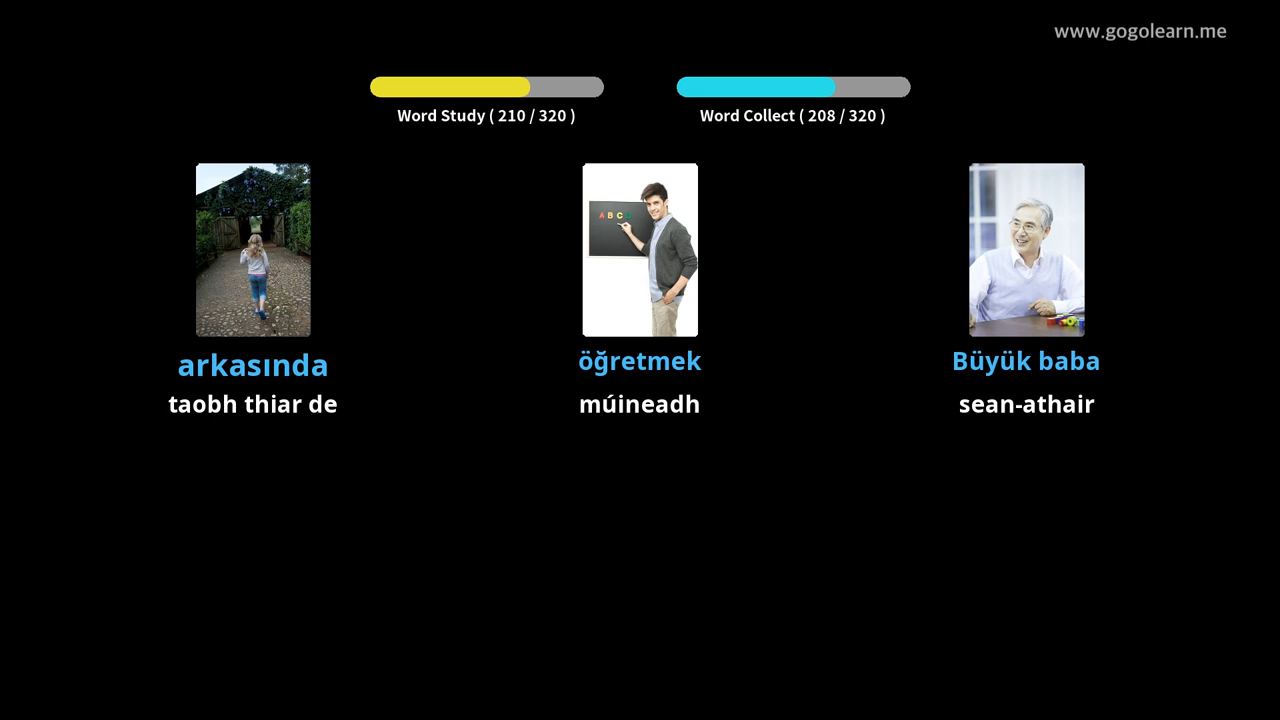 www.gogolearn.me
Word Study ( 210 / 320 )
Word Collect ( 208 / 320 )
A B C D
arkasında
öğretmek
Büyük baba
taobh thiar de
múineadh
sean-athair